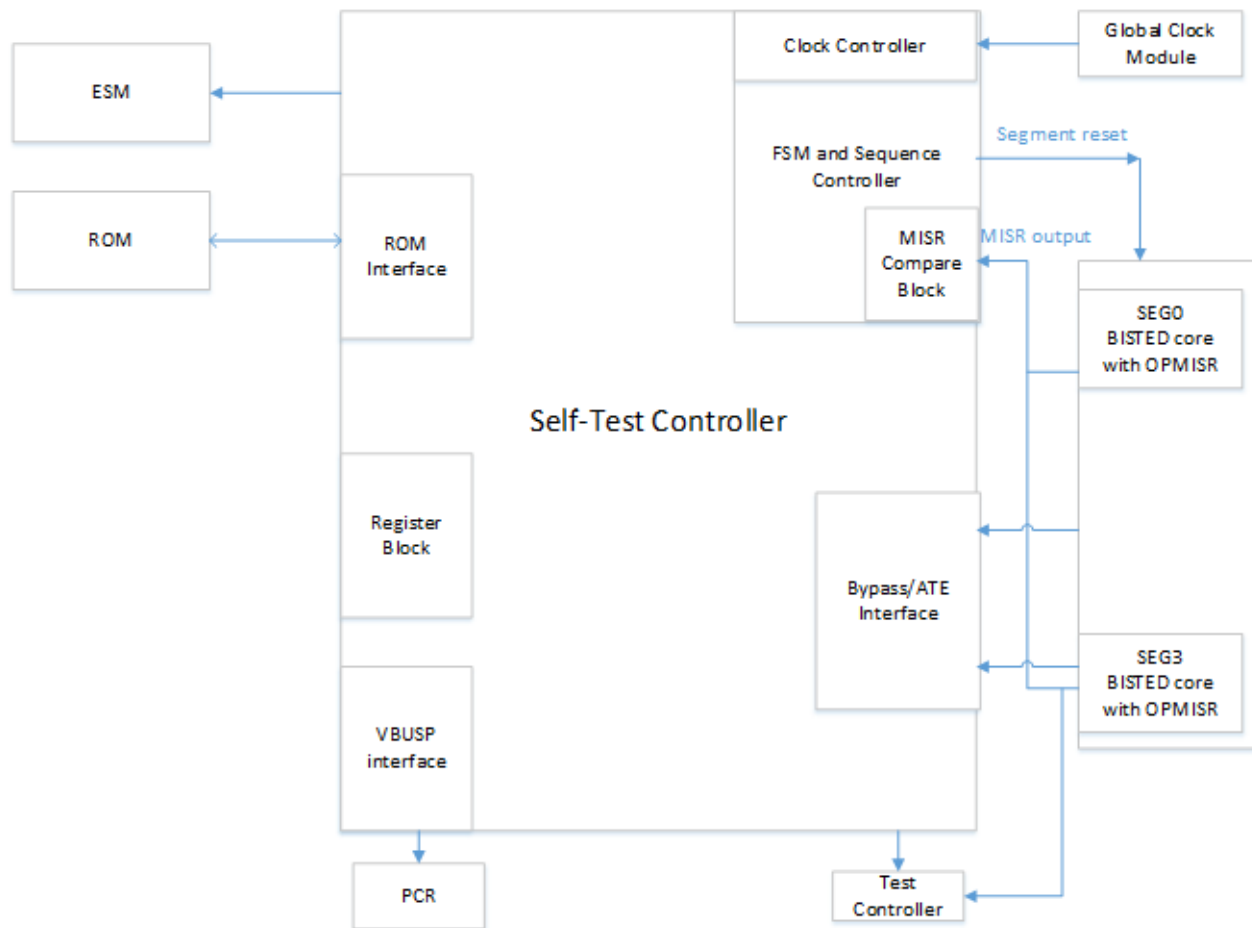 Clock Controller
Global Clock
Module
ESM
Segment reset
FSM and Sequence
Controller
ROM
ROM
Interface
MISR output
MISR
Compare
Block
SEG0
BISTED core
with OPMISR
Self-Test Controller
Register
Block
Bypass/ATE
Interface
SEG3
BISTED core
with OPMISR
VBUSP
interface
PCR
Test
Controller